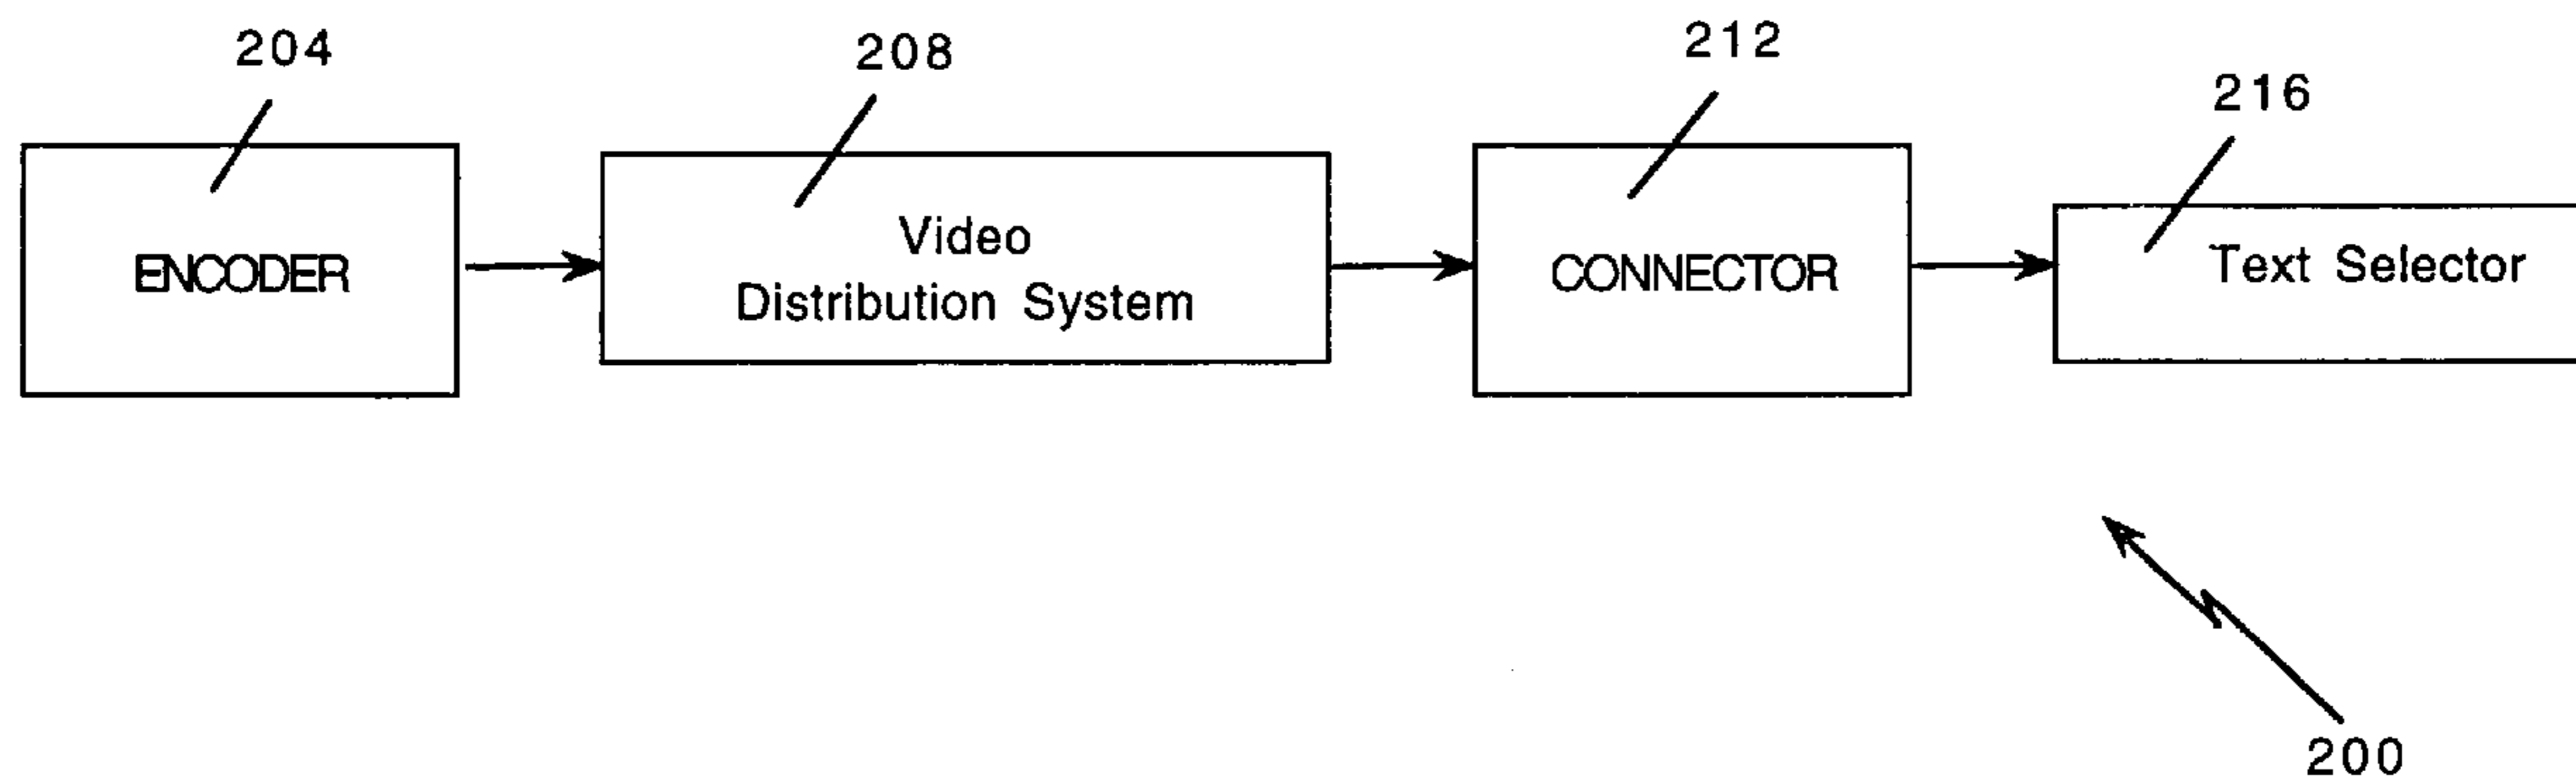 204
208
212
216
ENCODER
Video
Distribution System
CONNECTOR
Text Selector
200